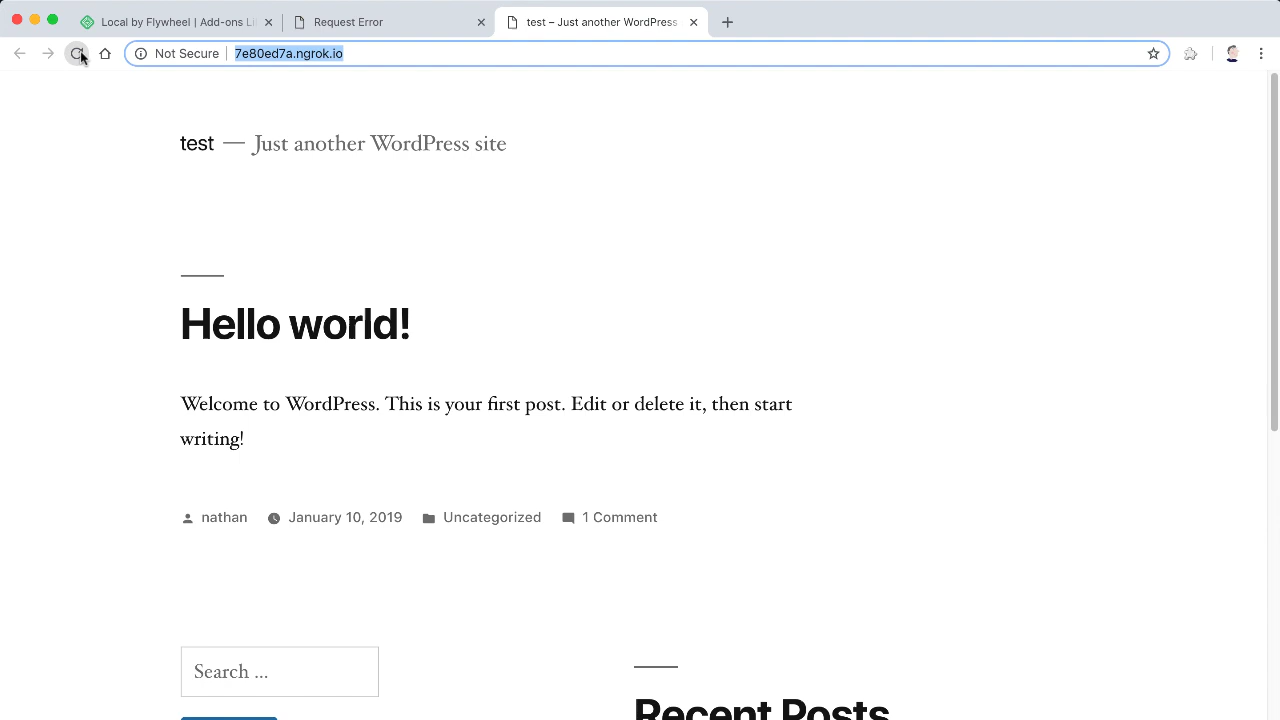 Local by Flywheel | Add-ons Li
Request Error
test – Just another WordPress
Not Secure
7e80ed7a.ngrok.io
test — Just another WordPress site
Hello world!
Welcome to WordPress. This is your first post. Edit or delete it, then start
writing!
nathan January 10, 2019 Uncategorized 1 Comment
Search ...
Recent Posts